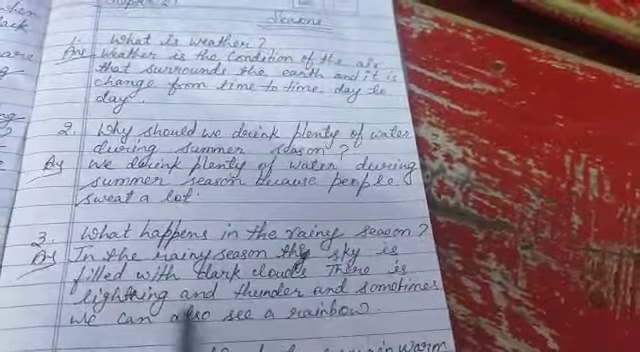 Chapter 2
Seasons
1. What is weather?
Ans Weather is the condition of the air
that surrounds the earth and it is
change from time to time day to
day.
2. Why should we drink plenty of water
during summer season?
Ans We drink plenty of water during
summer season because people
sweat a lot.
3. What happens in the rainy season?
Ans In the rainy season the sky is
filled with dark clouds There is
lightning and thunder and sometimes
we can also see a rainbow.
warm